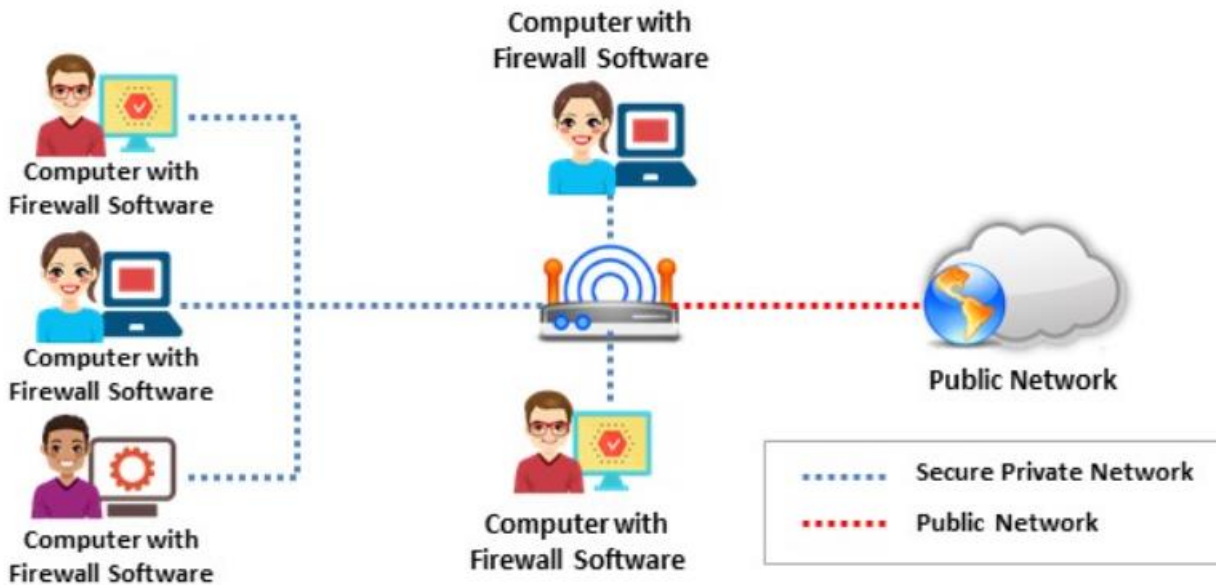 Computer with
Firewall Software
Computer with
Firewall Software
Computer with
Firewall Software
Computer with
Firewall Software
Computer with
Firewall Software
Public Network
Secure Private Network
Public Network